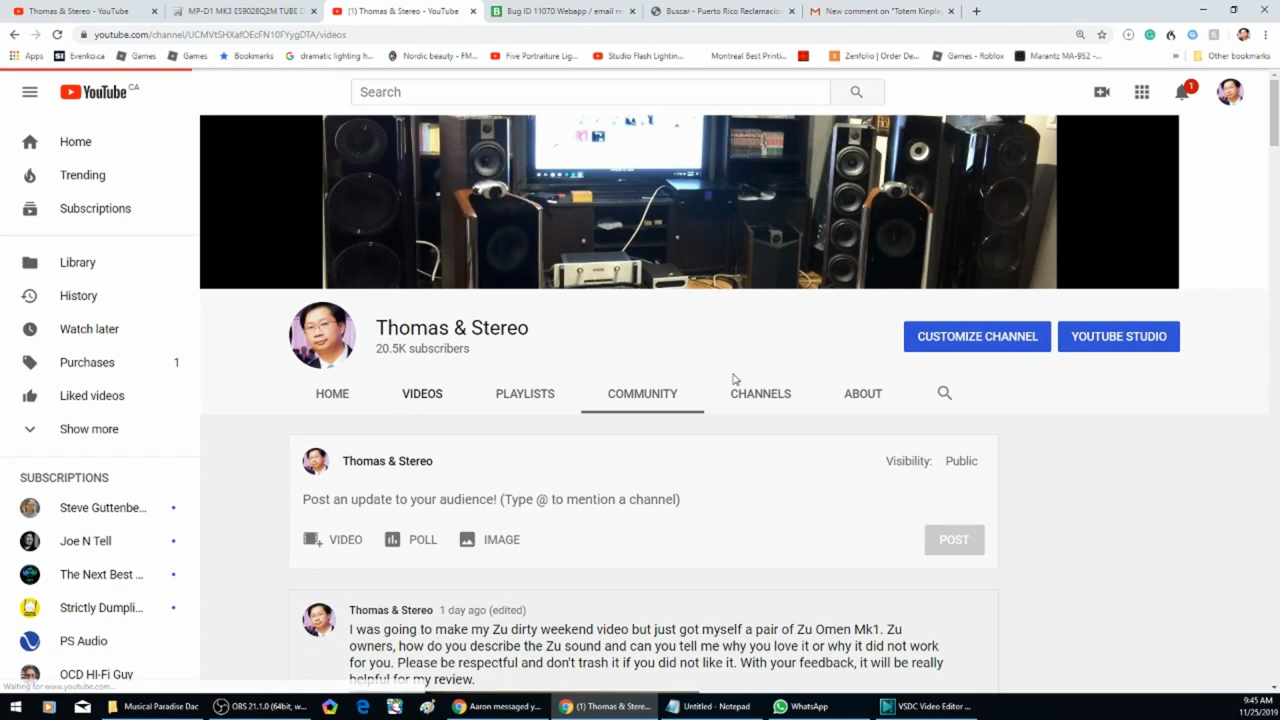 Thomas & Stereo - YouTube
MP-D1 MK3 ES9028Q2M TUBE D
(1) Thomas & Stereo - YouTube
Bug ID 11070 Webapp / email re
Buscar - Puerto Rico Reclamacion
New comment on "Totem Kinpla
youtube.com/channel/UCMVtSHXafOEcFN10FYygDTA/videos
Apps
Evenko.ca
Games
Games
Bookmarks
dramatic lighting h...
Nordic beauty - FM...
Five Portraiture Lig...
Studio Flash Lightin...
Montreal Best Printi...
Zenfolio | Order De...
Games - Roblox
Marantz MA-9S2 -...
Other bookmarks
YouTube CA
Search
1
Home
Trending
Subscriptions
Library
History
Watch later
Purchases 1
Liked videos
Show more
SUBSCRIPTIONS
Steve Guttenbe...
Joe N Tell
The Next Best ...
Strictly Dumpli...
PS Audio
OCD HI-Fi Guy
Thomas & Stereo
20.5K subscribers
CUSTOMIZE CHANNEL
YOUTUBE STUDIO
HOME
VIDEOS
PLAYLISTS
COMMUNITY
CHANNELS
ABOUT
Thomas & Stereo
Visibility: Public
Post an update to your audience! (Type @ to mention a channel)
VIDEO
POLL
IMAGE
POST
Thomas & Stereo 1 day ago (edited)
I was going to make my Zu dirty weekend video but just got myself a pair of Zu Omen Mk1. Zu
owners, how do you describe the Zu sound and can you tell me why you love it or why it did not work
for you. Please be respectful and don't trash it if you did not like it. With your feedback, it will be really
helpful for my review.
Waiting for www.youtube.com...
Musical Paradise Dac
OBS 21.1.0 (64bit, w...
Aaron messaged y...
(1) Thomas & Stere...
Untitled - Notepad
WhatsApp
VSDC Video Editor ...
9:45 AM
11/25/2019